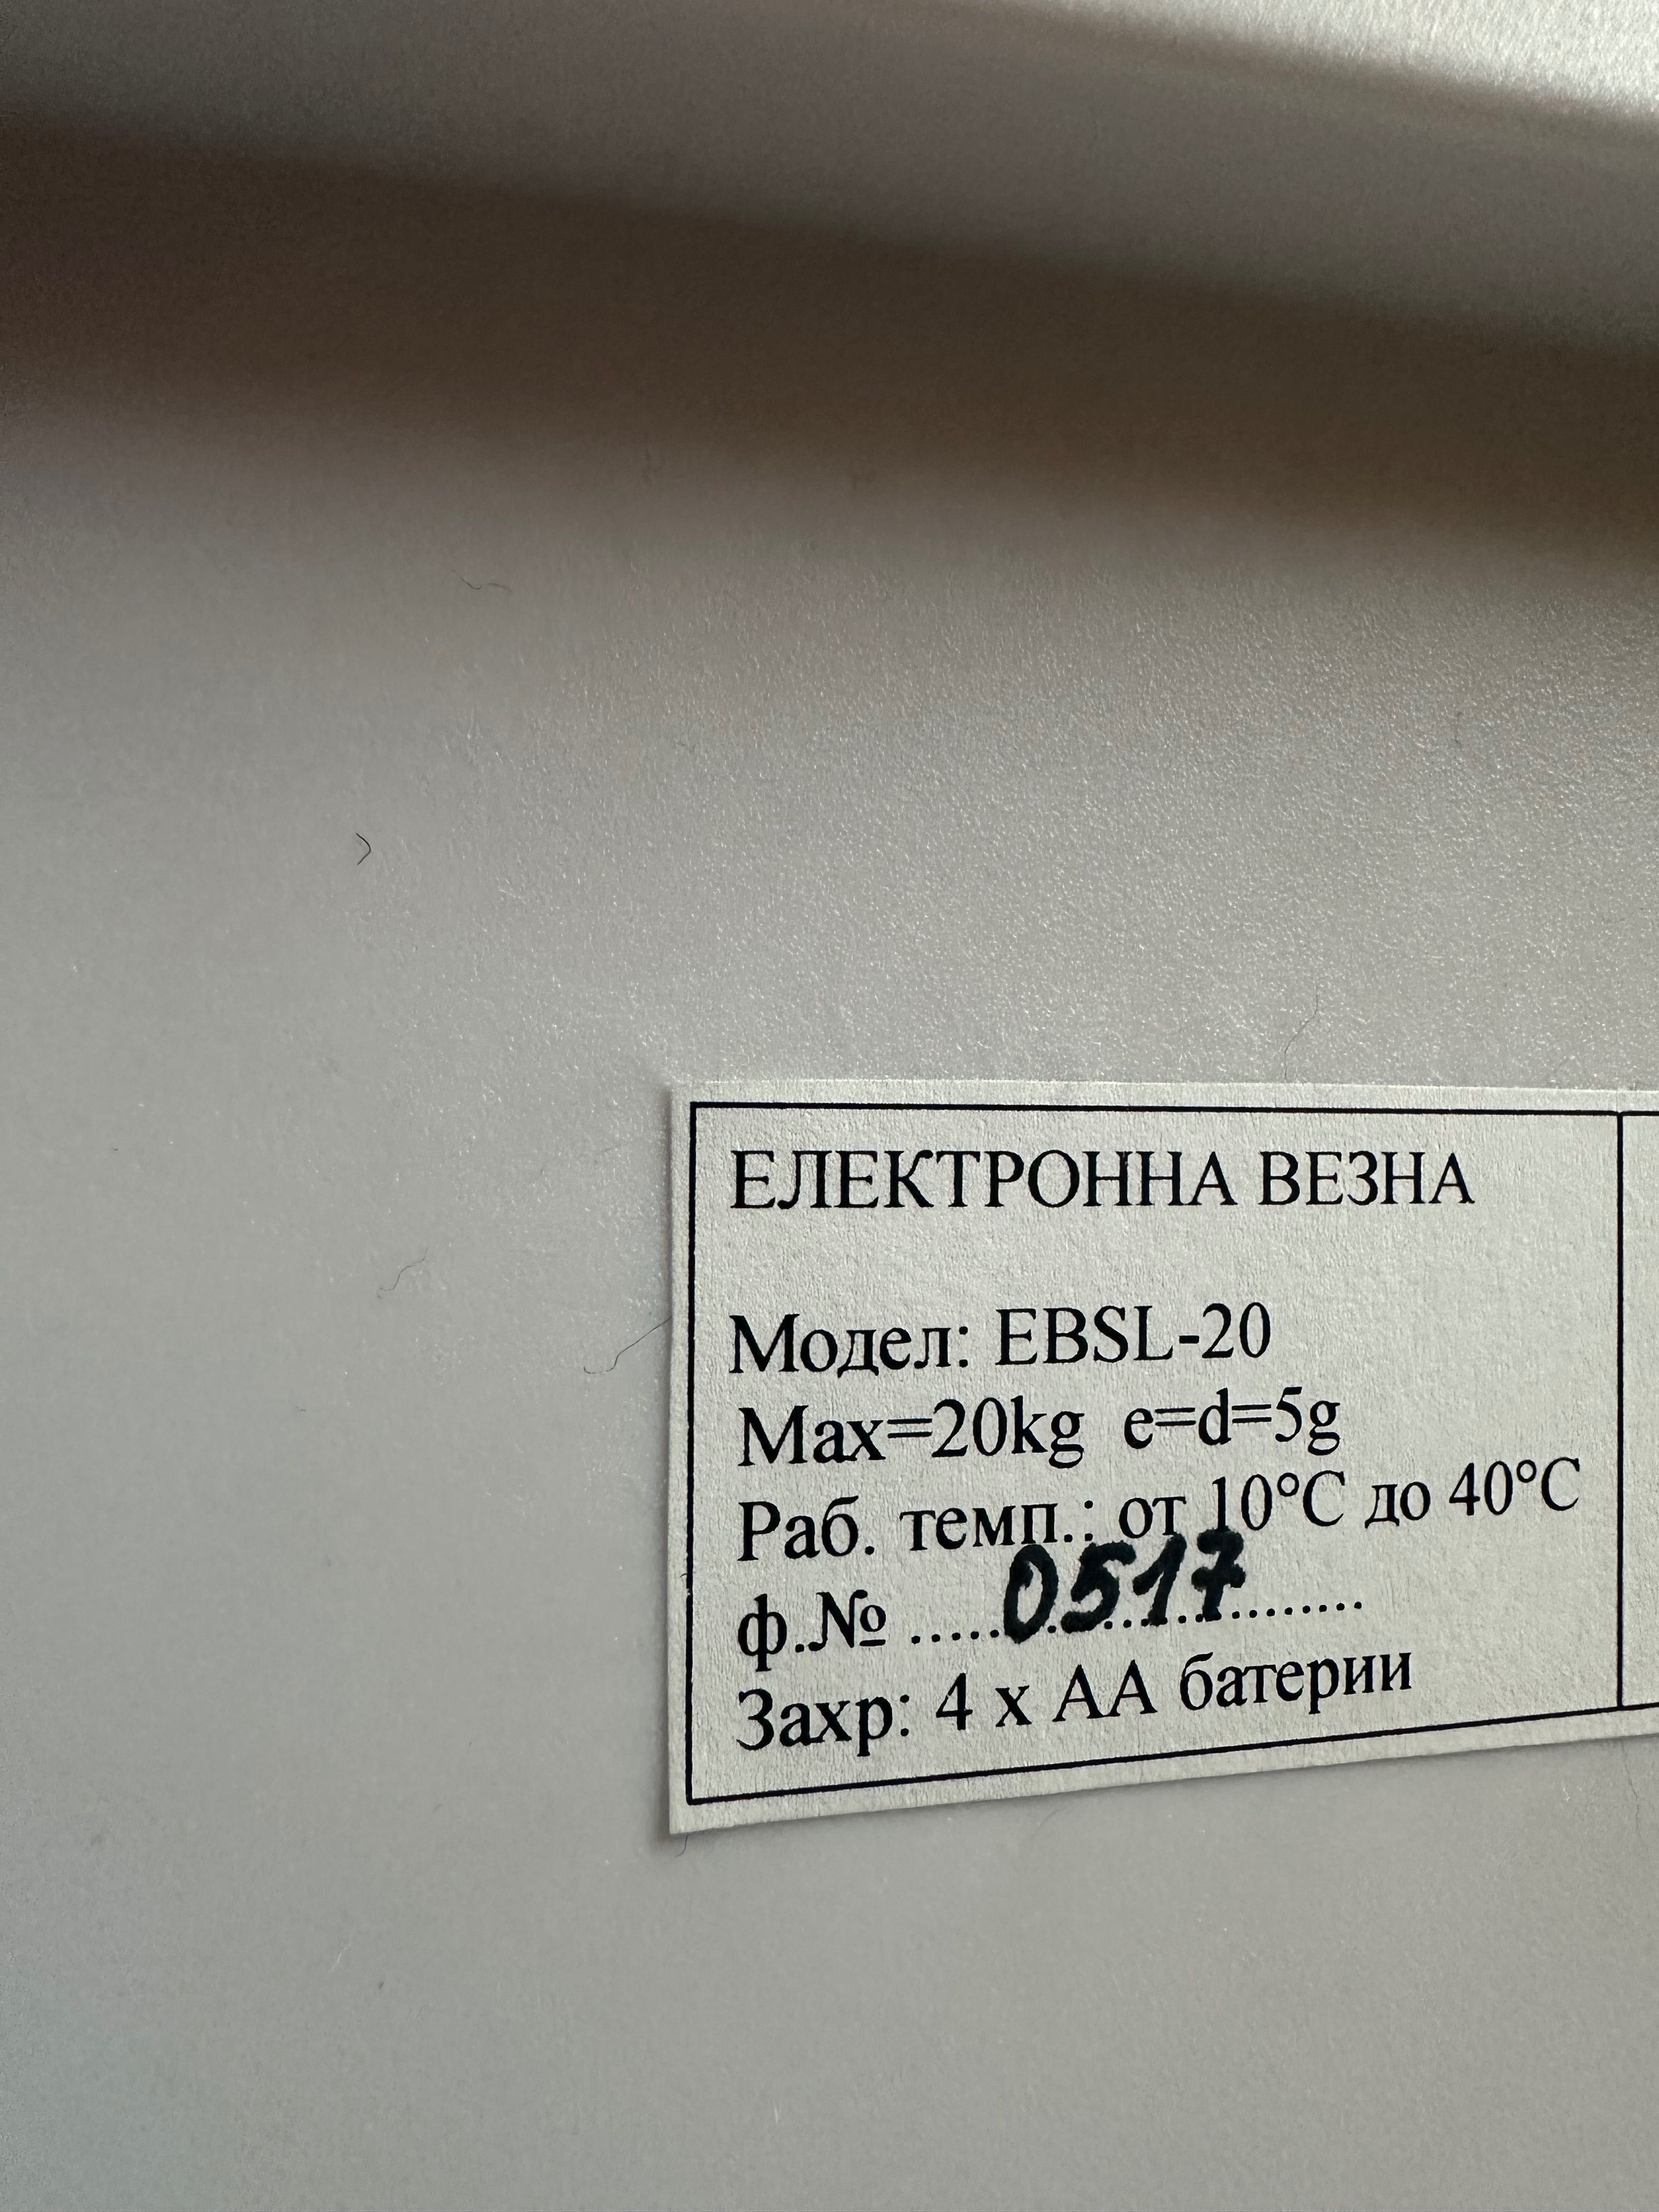 ЕЛЕКТРОННА ВЕЗНА
Модел: EBSL-20
Max=20kg e=d=5g
Раб. темп.: от 10°C до 40°C
ф.№ .....0517..........
Захр: 4 x AA батерии